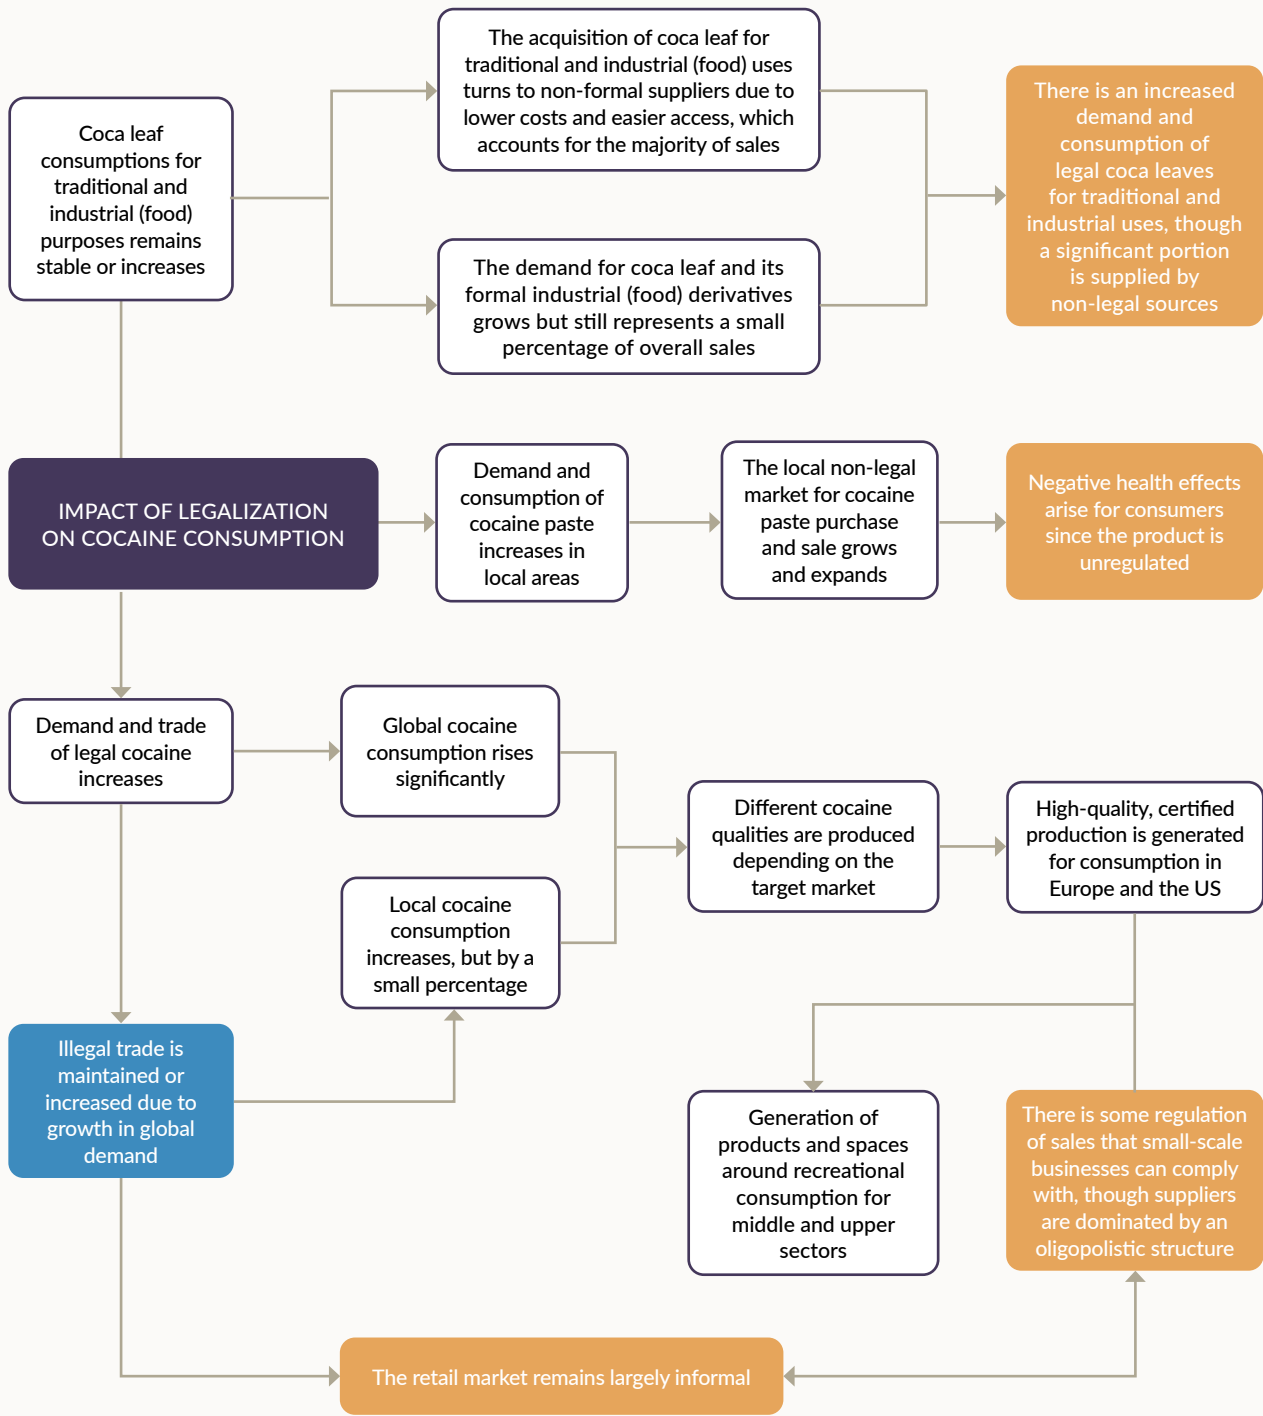 The acquisition of coca leaf for
traditional and industrial (food) uses
turns to non-formal suppliers due to
lower costs and easier access, which
accounts for the majority of sales
There is an increased
demand and
consumption of
legal coca leaves
for traditional and
industrial uses, though
a significant portion
is supplied by
non-legal sources
Coca leaf
consumptions for
traditional and
industrial (food)
purposes remains
stable or increases
The demand for coca leaf and its
formal industrial (food) derivatives
grows but still represents a small
percentage of overall sales
IMPACT OF LEGALIZATION
ON COCAINE CONSUMPTION
Demand and
consumption of
cocaine paste
increases in
local areas
The local non-legal
market for cocaine
paste purchase
and sale grows
and expands
Negative health effects
arise for consumers
since the product is
unregulated
Demand and trade
of legal cocaine
increases
Global cocaine
consumption rises
significantly
Different cocaine
qualities are produced
depending on the
target market
High-quality, certified
production is generated
for consumption in
Europe and the US
Local cocaine
consumption
increases, but by a
small percentage
Illegal trade is
maintained or
increased due to
growth in global
demand
Generation of
products and spaces
around recreational
consumption for
middle and upper
sectors
There is some regulation
of sales that small-scale
businesses can comply
with, though suppliers
are dominated by an
oligopolistic structure
The retail market remains largely informal